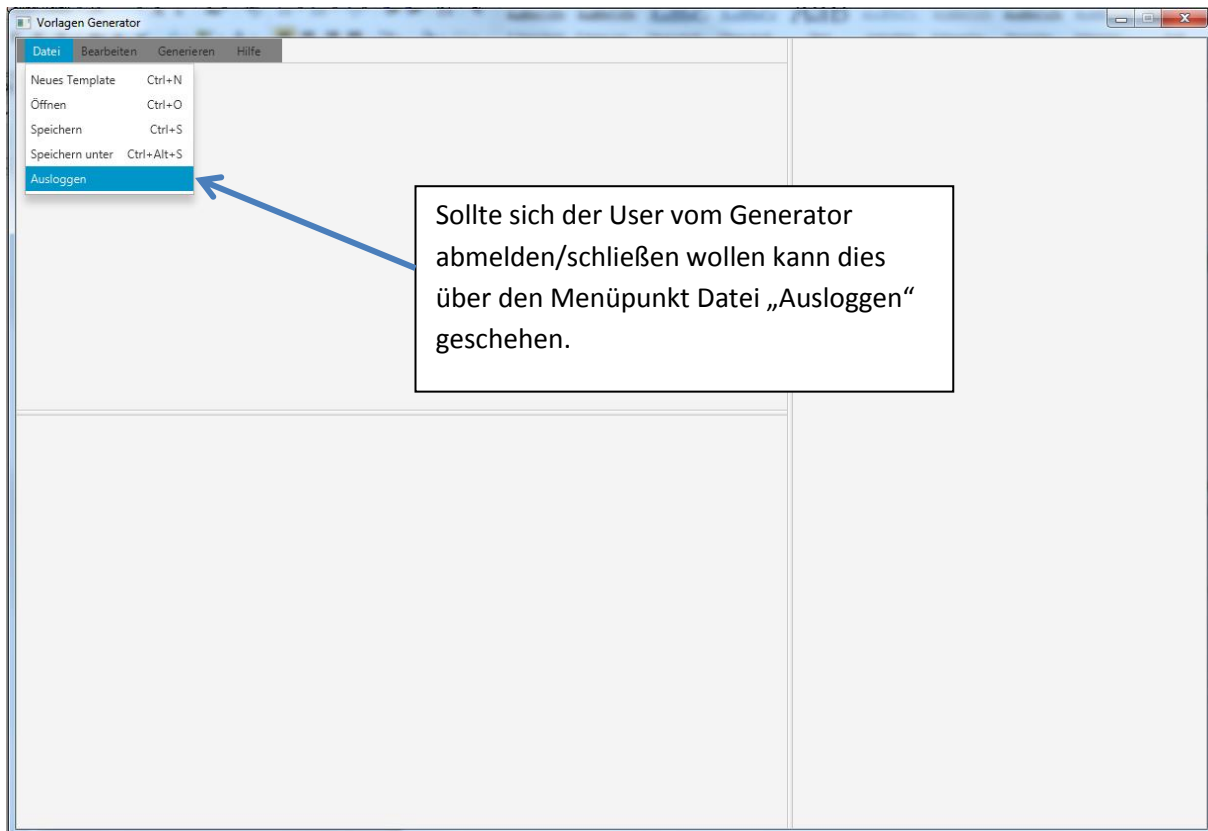 Vorlagen Generator
Datei Bearbeiten Generieren Hilfe
Neues Template Ctrl+N
Öffnen Ctrl+O
Speichern Ctrl+S
Speichern unter Ctrl+Alt+S
Ausloggen
Sollte sich der User vom Generator
abmelden/schließen wollen kann dies
über den Menüpunkt Datei „Ausloggen“
geschehen.